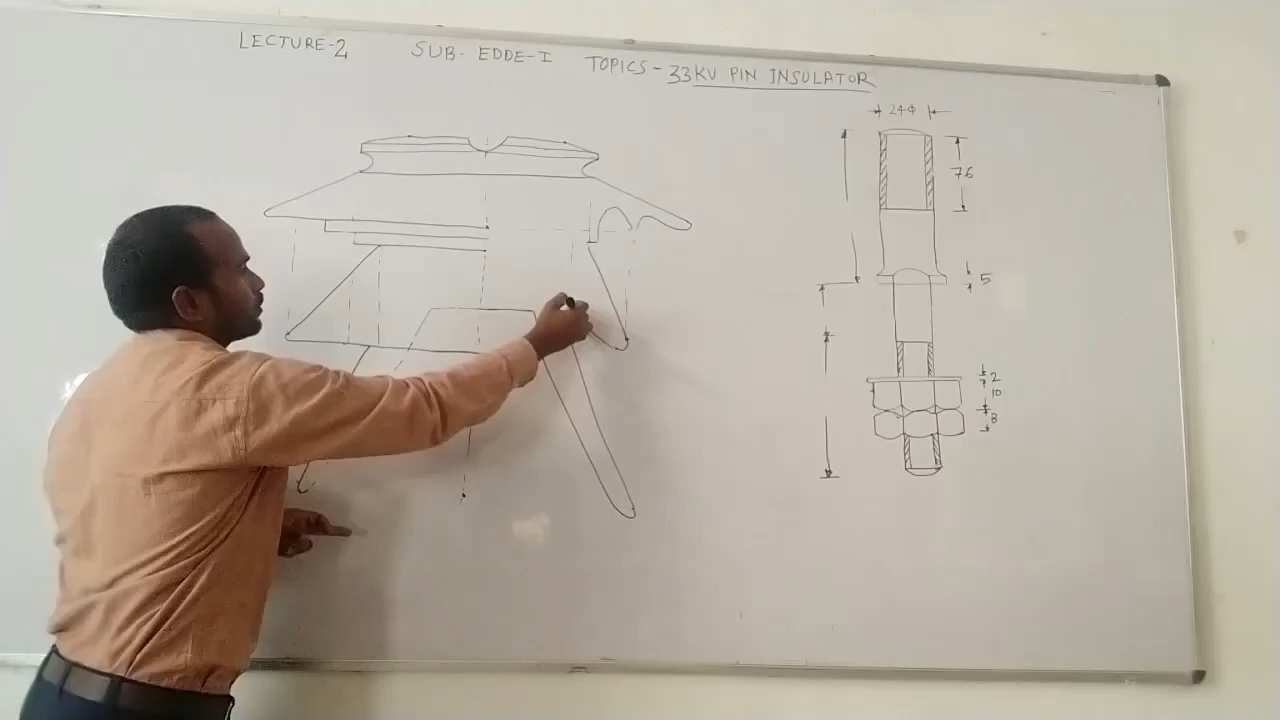 LECTURE-2 SUB- EDDE-I TOPICS- 33KV PIN INSULATOR
24Φ
76
5
2
10
8